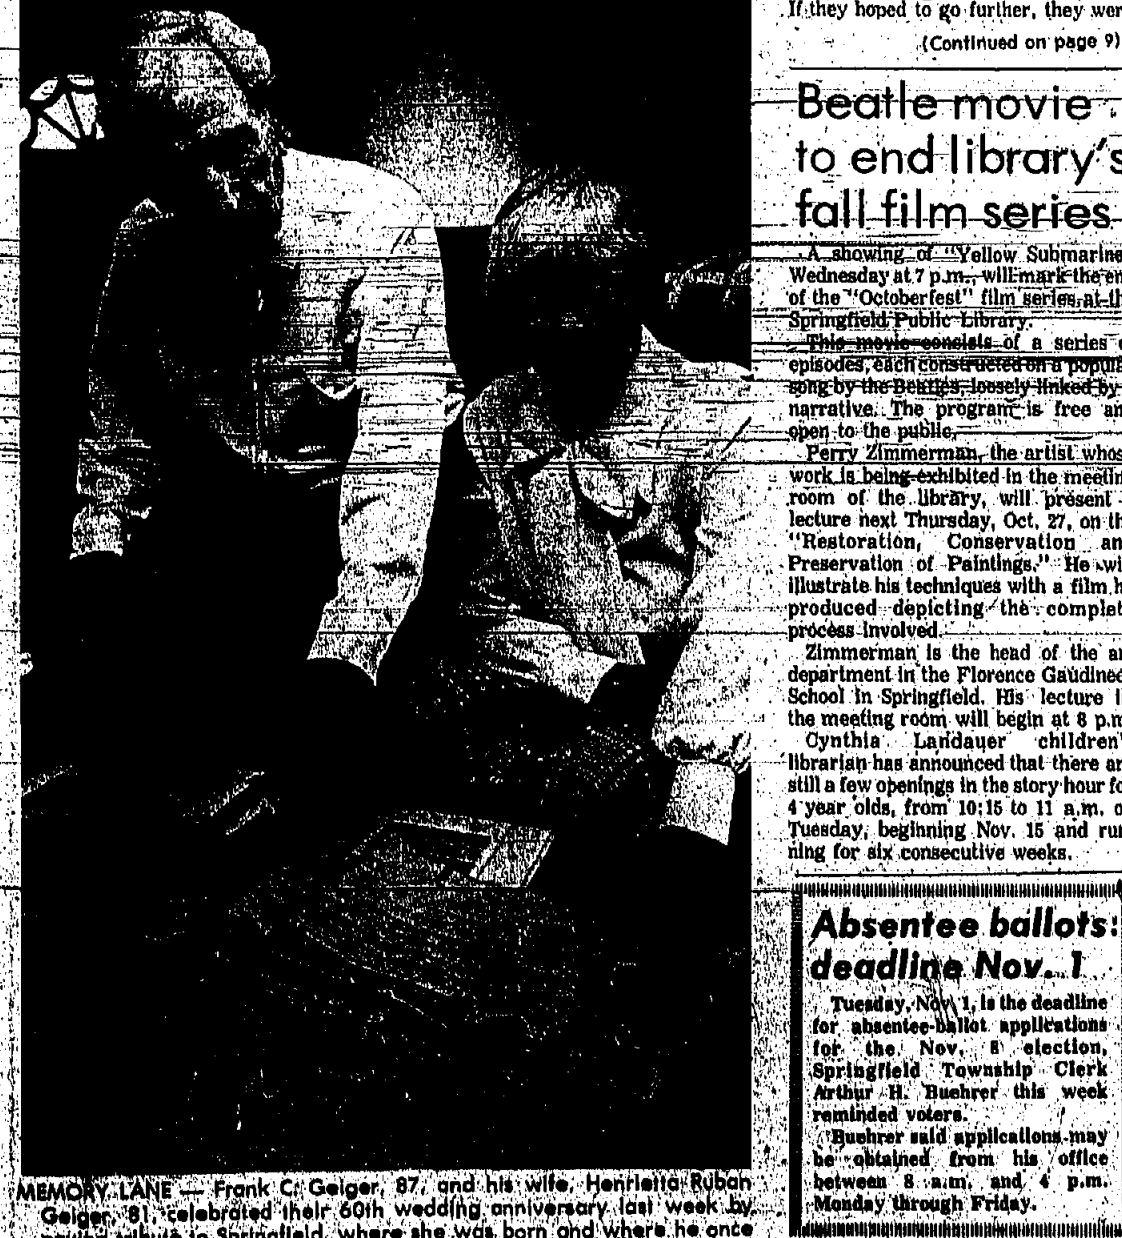 If they hoped to go further, they wer
(Continued on page 9)
Beatle movie
to end library's
fall film series
A showing of "Yellow Submarine
Wednesday at 7 p.m., will mark the en
of the "Octoberfest" film series at th
Springfield Public Library.
This movie consists of a series o
episodes, each constructed on a popula
song by the Beatles, loosely linked by
narrative. The program is free an
open to the public.
Perry Zimmerman, the artist whos
work is being exhibited in the meetin
room of the library, will present
lecture next Thursday, Oct. 27, on th
"Restoration, Conservation an
Preservation of Paintings." He wi
illustrate his techniques with a film h
produced depicting the complet
process involved.
Zimmerman is the head of the ar
department in the Florence Gaudinee
School in Springfield. His lecture i
the meeting room will begin at 8 p.m
Cynthia Landauer children'
librarian has announced that there ar
still a few openings in the story hour fo
4 year olds, from 10:15 to 11 a.m. o
Tuesday, beginning Nov. 15 and run
ning for six consecutive weeks.
Absentee ballots:
deadline Nov. 1
Tuesday, Nov. 1, is the deadline
for absentee-ballot applications
for the Nov. 8 election,
Springfield Township Clerk
Arthur H. Buehrer this week
reminded voters.
Buehrer said applications may
be obtained from his office
between 8 a.m. and 4 p.m.
Monday through Friday.
MEMORY LANE — Frank C. Geiger, 87, and his wife, Henrietta Ruban
Geiger, 81, celebrated their 60th wedding anniversary last week by
paying tribute to Springfield, where she was born and where he once